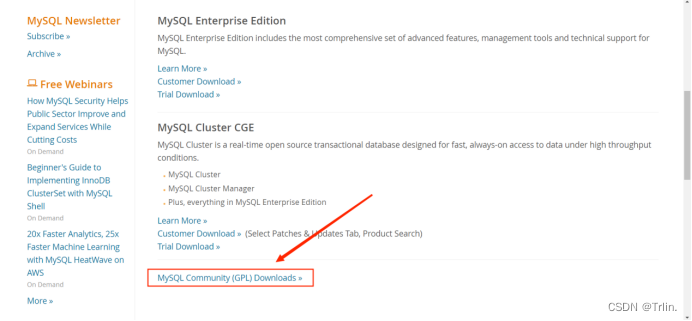 MySQL Newsletter
Subscribe »
Archive »
Free Webinars
How MySQL Security Helps
Public Sector Improve and
Expand Services While
Cutting Costs
On Demand
Beginner's Guide to
Implementing InnoDB
ClusterSet with MySQL
Shell
On Demand
20x Faster Analytics, 25x
Faster Machine Learning
with MySQL HeatWave on
AWS
On Demand
More »
MySQL Enterprise Edition
MySQL Enterprise Edition includes the most comprehensive set of advanced features, management tools and technical support for
MySQL.
Learn More »
Customer Download »
Trial Download »
MySQL Cluster CGE
MySQL Cluster is a real-time open source transactional database designed for fast, always-on access to data under high throughput
conditions.
MySQL Cluster
MySQL Cluster Manager
Plus, everything in MySQL Enterprise Edition
Learn More »
Customer Download » (Select Patches & Updates Tab, Product Search)
Trial Download »
MySQL Community (GPL) Downloads »
CSDN @Trlin.